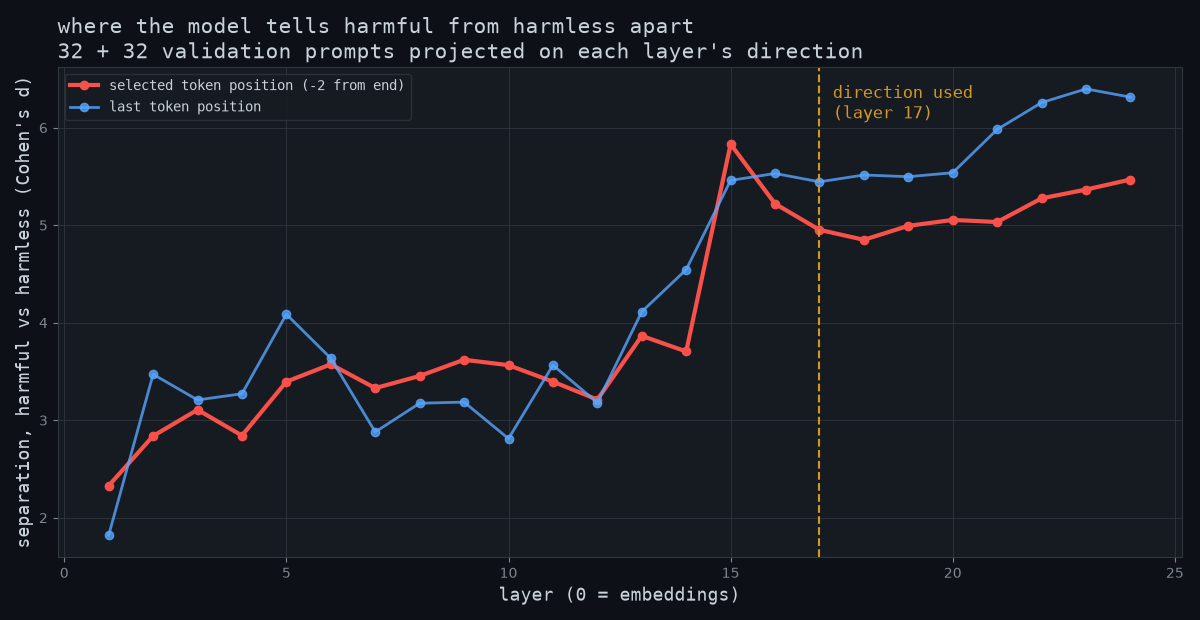 where the model tells harmful from harmless apart
32 + 32 validation prompts projected on each layer's direction
selected token position (-2 from end)
last token position
direction used
(layer 17)
separation, harmful vs harmless (Cohen's d)
6
5
4
3
2
0 5 10 15 20 25
layer (0 = embeddings)